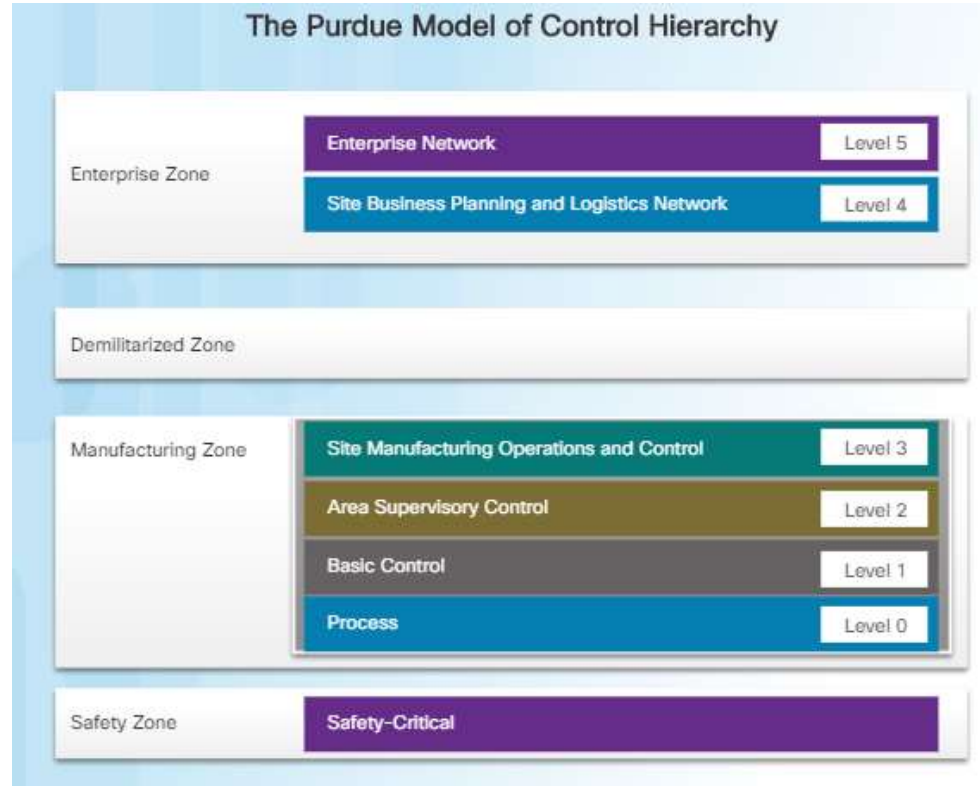 The Purdue Model of Control Hierarchy
Enterprise Zone
Enterprise Network Level 5
Site Business Planning and Logistics Network Level 4
Demilitarized Zone
Manufacturing Zone
Site Manufacturing Operations and Control Level 3
Area Supervisory Control Level 2
Basic Control Level 1
Process Level 0
Safety Zone
Safety-Critical